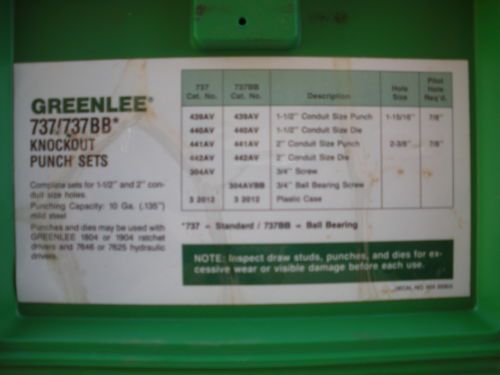 GREENLEE®
737/737BB*
KNOCKOUT
PUNCH SETS
Complete sets for 1-1/2" and 2" con-
duit size holes.
Punching Capacity: 10 Ga. (.135")
mild steel
Punches and dies may be used with
GREENLEE 1804 or 1904 ratchet
drivers and 7646 or 7625 hydraulic
drivers.
737 Cat. No. 737BB Cat. No. Description Hole Size Pilot Hole Req'd.
439AV 439AV 1-1/2" Conduit Size Punch 1-15/16" 7/8"
440AV 440AV 1-1/2" Conduit Size Die
441AV 441AV 2" Conduit Size Punch 2-3/8" 7/8"
442AV 442AV 2" Conduit Size Die
304AV 3/4" Screw
304AVBB 3/4" Ball Bearing Screw
3 2012 3 2012 Plastic Case
*737 = Standard / 737BB = Ball Bearing
NOTE: Inspect draw studs, punches, and dies for ex-
cessive wear or visible damage before each use.
DECAL NO.